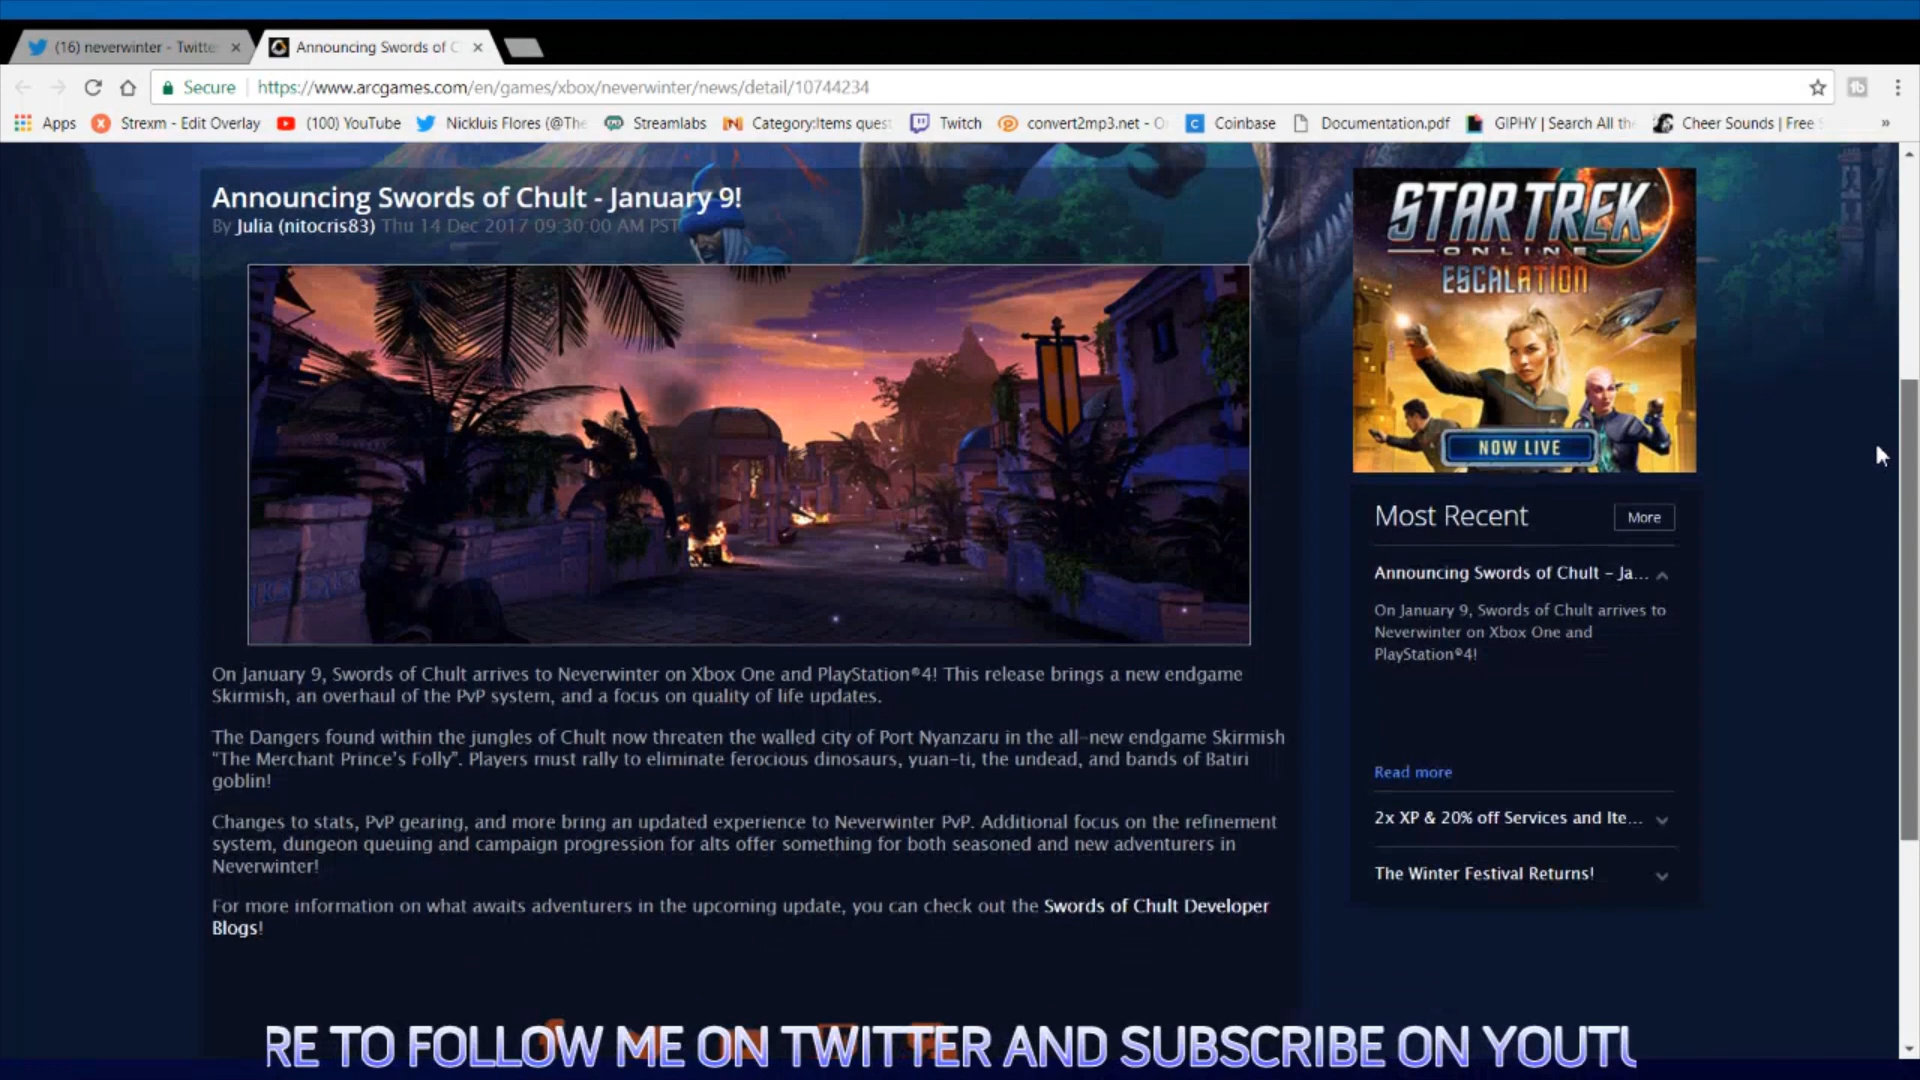 (16) neverwinter - Twitte
Announcing Swords of C
Secure
https://www.arcgames.com/en/games/xbox/neverwinter/news/detail/10744234
Apps
Strexm - Edit Overlay
(100) YouTube
Nickluis Flores (@The
Streamlabs
Category:Items quest
Twitch
convert2mp3.net - O
Coinbase
Documentation.pdf
GIPHY | Search All the
Cheer Sounds | Free
»
Announcing Swords of Chult - January 9!
By Julia (nitocris83) Thu 14 Dec 2017 09:30:00 AM PST
On January 9, Swords of Chult arrives to Neverwinter on Xbox One and PlayStation®4! This release brings a new endgame
Skirmish, an overhaul of the PvP system, and a focus on quality of life updates.
The Dangers found within the jungles of Chult now threaten the walled city of Port Nyanzaru in the all-new endgame Skirmish
“The Merchant Prince’s Folly”. Players must rally to eliminate ferocious dinosaurs, yuan-ti, the undead, and bands of Batiri
goblin!
Changes to stats, PvP gearing, and more bring an updated experience to Neverwinter PvP. Additional focus on the refinement
system, dungeon queuing and campaign progression for alts offer something for both seasoned and new adventurers in
Neverwinter!
For more information on what awaits adventurers in the upcoming update, you can check out the Swords of Chult Developer
Blogs!
STAR TREK
ONLINE
ESCALATION
NOW LIVE
Most Recent
More
Announcing Swords of Chult – Ja...
On January 9, Swords of Chult arrives to
Neverwinter on Xbox One and
PlayStation®4!
Read more
2x XP & 20% off Services and Ite...
The Winter Festival Returns!
RE TO FOLLOW ME ON TWITTER AND SUBSCRIBE ON YOUTU